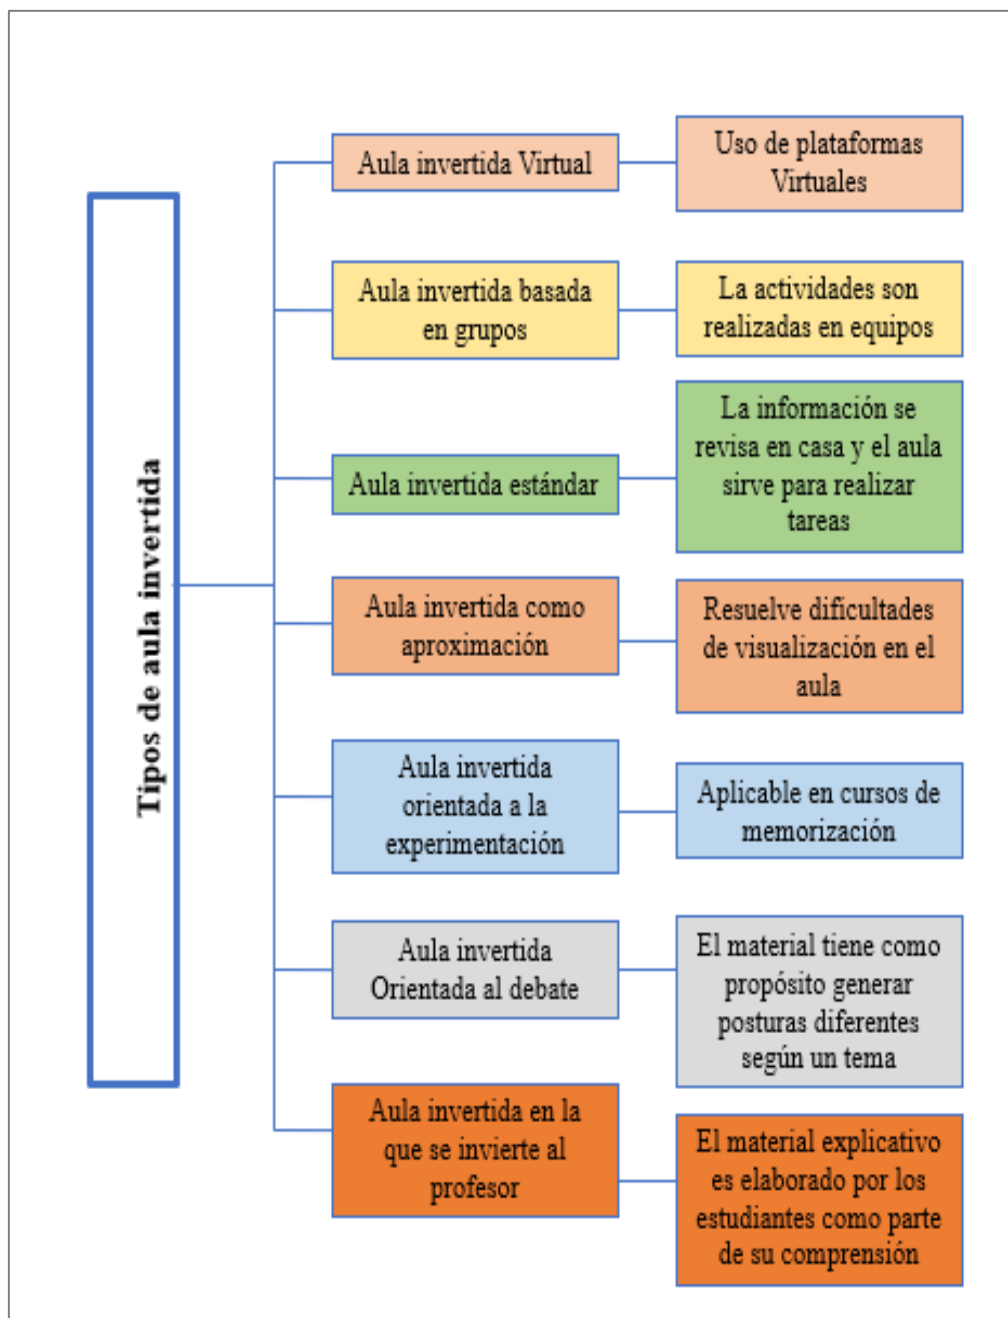 Tipos de aula invertida
Aula invertida Virtual
Uso de plataformas
Virtuales
Aula invertida basada
en grupos
La actividades son
realizadas en equipos
Aula invertida estándar
La información se
revisa en casa y el aula
sirve para realizar
tareas
Aula invertida como
aproximación
Resuelve dificultades
de visualización en el
aula
Aula invertida
orientada a la
experimentación
Aplicable en cursos de
memorización
Aula invertida
Orientada al debate
El material tiene como
propósito generar
posturas diferentes
según un tema
Aula invertida en la
que se invierte al
profesor
El material explicativo
es elaborado por los
estudiantes como parte
de su comprensión